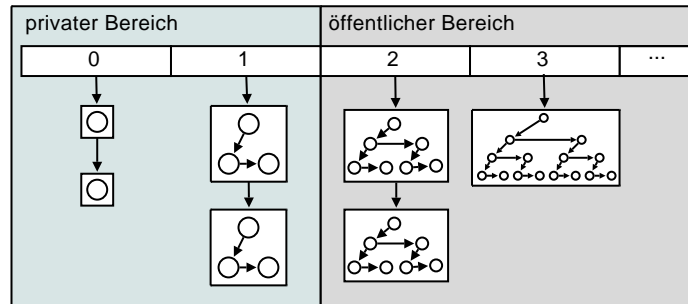 privater Bereich
öffentlicher Bereich
0 1 2 3 ...